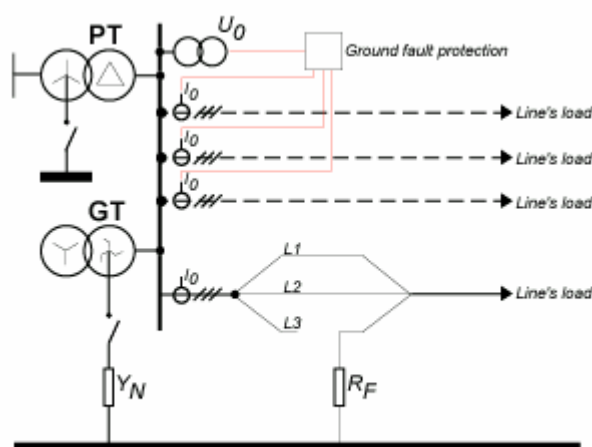 PT
U0
Ground fault protection
I0
Line's load
I0
Line's load
I0
Line's load
GT
I0
L1
L2
L3
Line's load
YN
RF